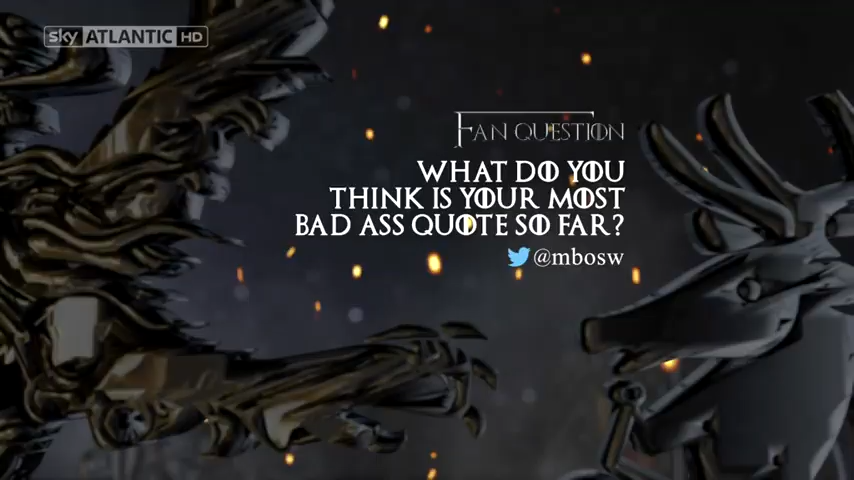 sky ATLANTIC HD
FAN QUESTION
WHAT DO YOU
THINK IS YOUR MOST
BAD ASS QUOTE SO FAR?
@mbosw